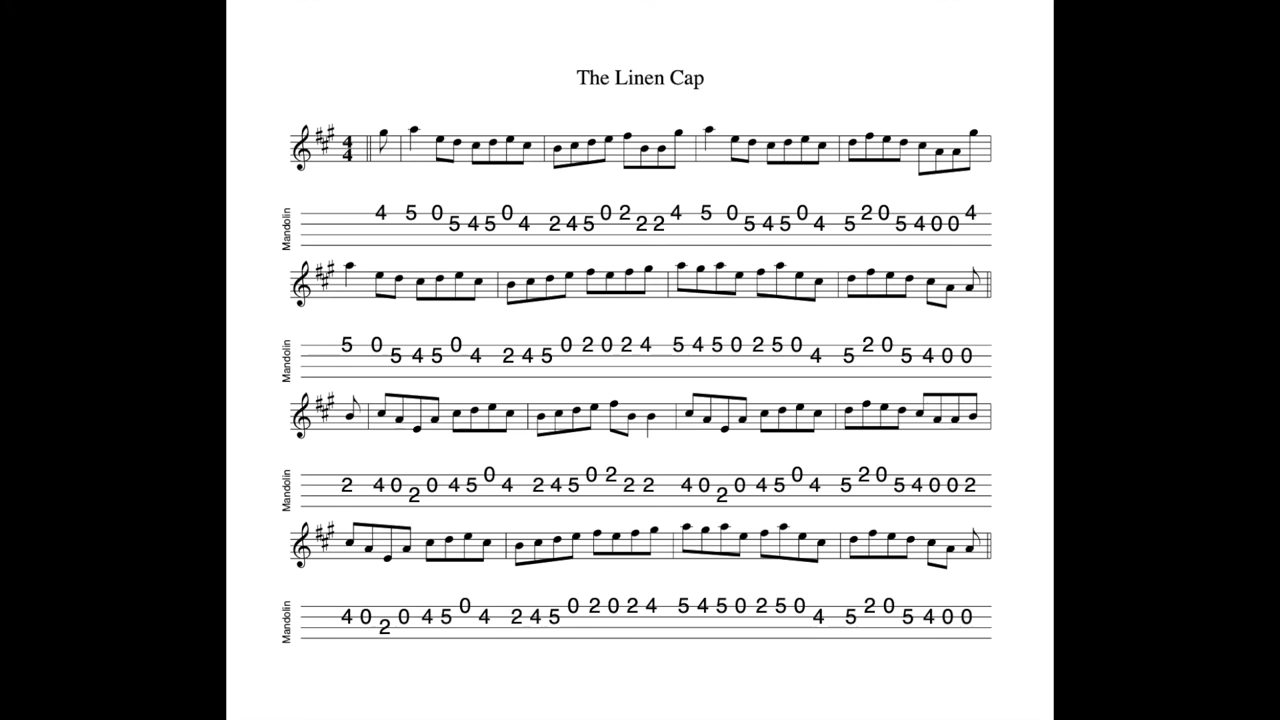 The Linen Cap
4
4
Mandolin 4 5 0 5 4 5 0 4 2 4 5 0 2 2 2 4 5 0 5 4 5 0 4 5 2 0 5 4 0 0 4
Mandolin 5 0 5 4 5 0 4 2 4 5 0 2 0 2 4 5 4 5 0 2 5 0 4 5 2 0 5 4 0 0
Mandolin 2 4 0 2 0 4 5 0 4 2 4 5 0 2 2 2 4 0 2 0 4 5 0 4 5 2 0 5 4 0 0 2
Mandolin 4 0 2 0 4 5 0 4 2 4 5 0 2 0 2 4 5 4 5 0 2 5 0 4 5 2 0 5 4 0 0